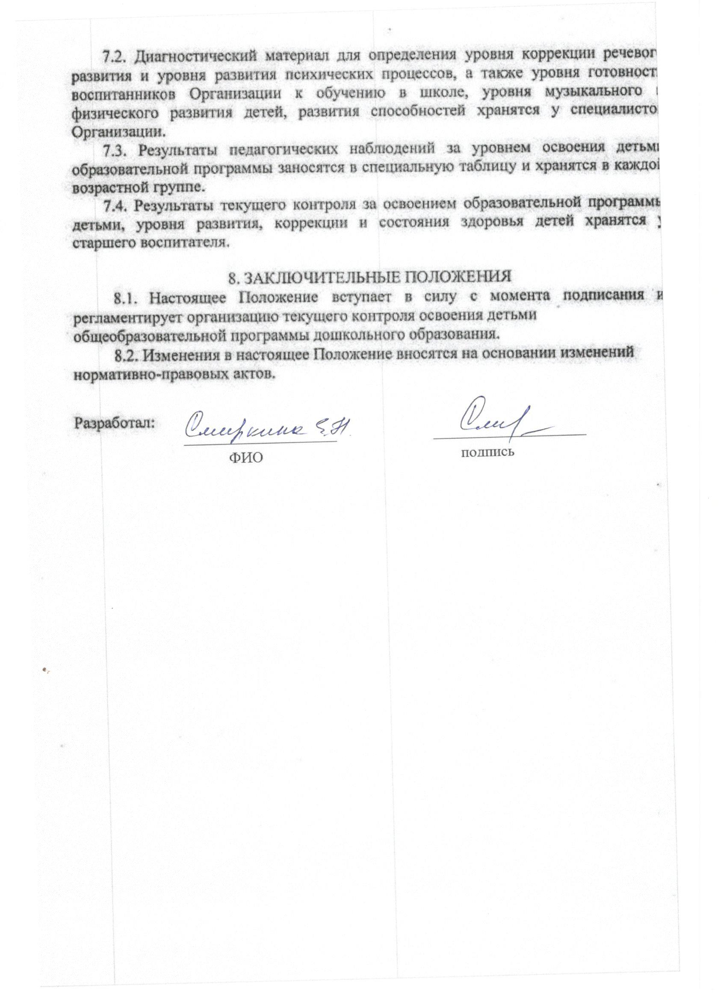 7.2. Диагностический материал для определения уровня коррекции речевог
развития и уровня развития психических процессов, а также уровня готовност
воспитанников Организации к обучению в школе, уровня музыкального
физического развития детей, развития способностей хранятся у специалисто
Организации.
7.3. Результаты педагогических наблюдений за уровнем освоения детьм
образовательной программы заносятся в специальную таблицу и хранятся в каждой
возрастной группе.
7.4. Результаты текущего контроля за освоением образовательной программы
детьми, уровня развития, коррекции и состояния здоровья детей хранятся у
старшего воспитателя.
8. ЗАКЛЮЧИТЕЛЬНЫЕ ПОЛОЖЕНИЯ
8.1. Настоящее Положение вступает в силу с момента подписания и
регламентирует организацию текущего контроля освоения детьми
общеобразовательной программы дошкольного образования.
8.2. Изменения в настоящее Положение вносятся на основании изменений
нормативно-правовых актов.
Разработал: Смиркина Е.Н.
ФИО подпись